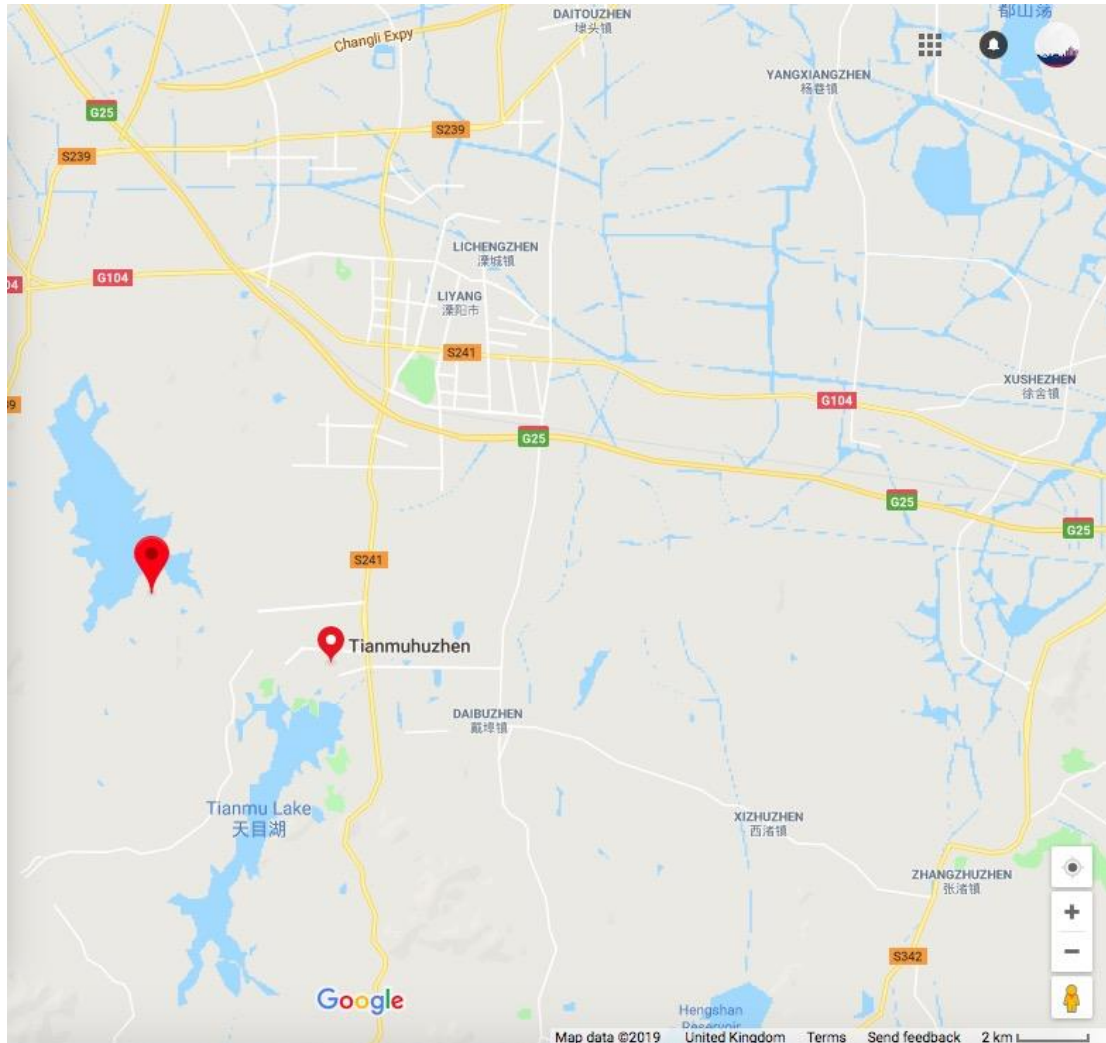 DAITOUZHEN
埭头镇
Changli Expy
YANGXIANGZHEN
杨巷镇
G25
S239
S239
LICHENGZHEN
溧城镇
G104
04
LIYANG
溧阳市
S241
XUSHEZHEN
徐舍镇
G104
G25
G25
G25
S241
Tianmuhuzhen
DAIBUZHEN
戴埠镇
Tianmu Lake
天目湖
XIZHUZHEN
西渚镇
ZHANGZHUZHEN
张渚镇
S342
Google
Hengshan
Reservoir
Map data ©2019 United Kingdom Terms Send feedback 2 km